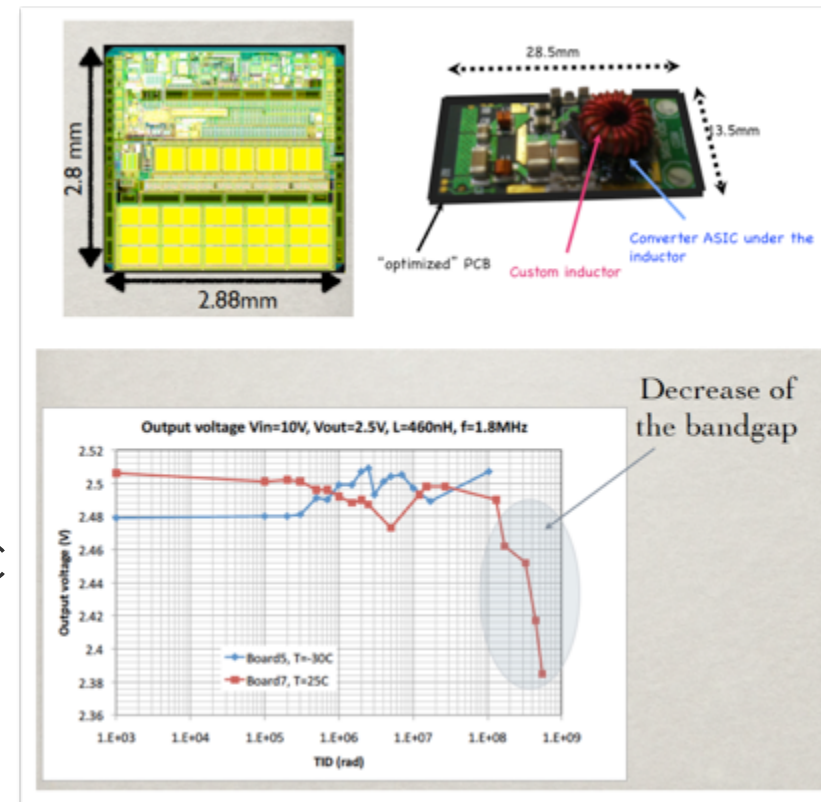 28.5mm
2.8 mm
13.5mm
Converter ASIC under the
inductor
"optimized" PCB
Custom inductor
2.88mm
Decrease of
the bandgap
Output voltage Vin=10V, Vout=2.5V, L=460nH, f=1.8MHz
Output voltage (V)
2.52
2.5
2.48
2.46
2.44
2.42
2.4
2.38
2.36
Board5, T=-30C
Board7, T=25C
1.E+03 1.E+04 1.E+05 1.E+06 1.E+07 1.E+08 1.E+09
TID (rad)